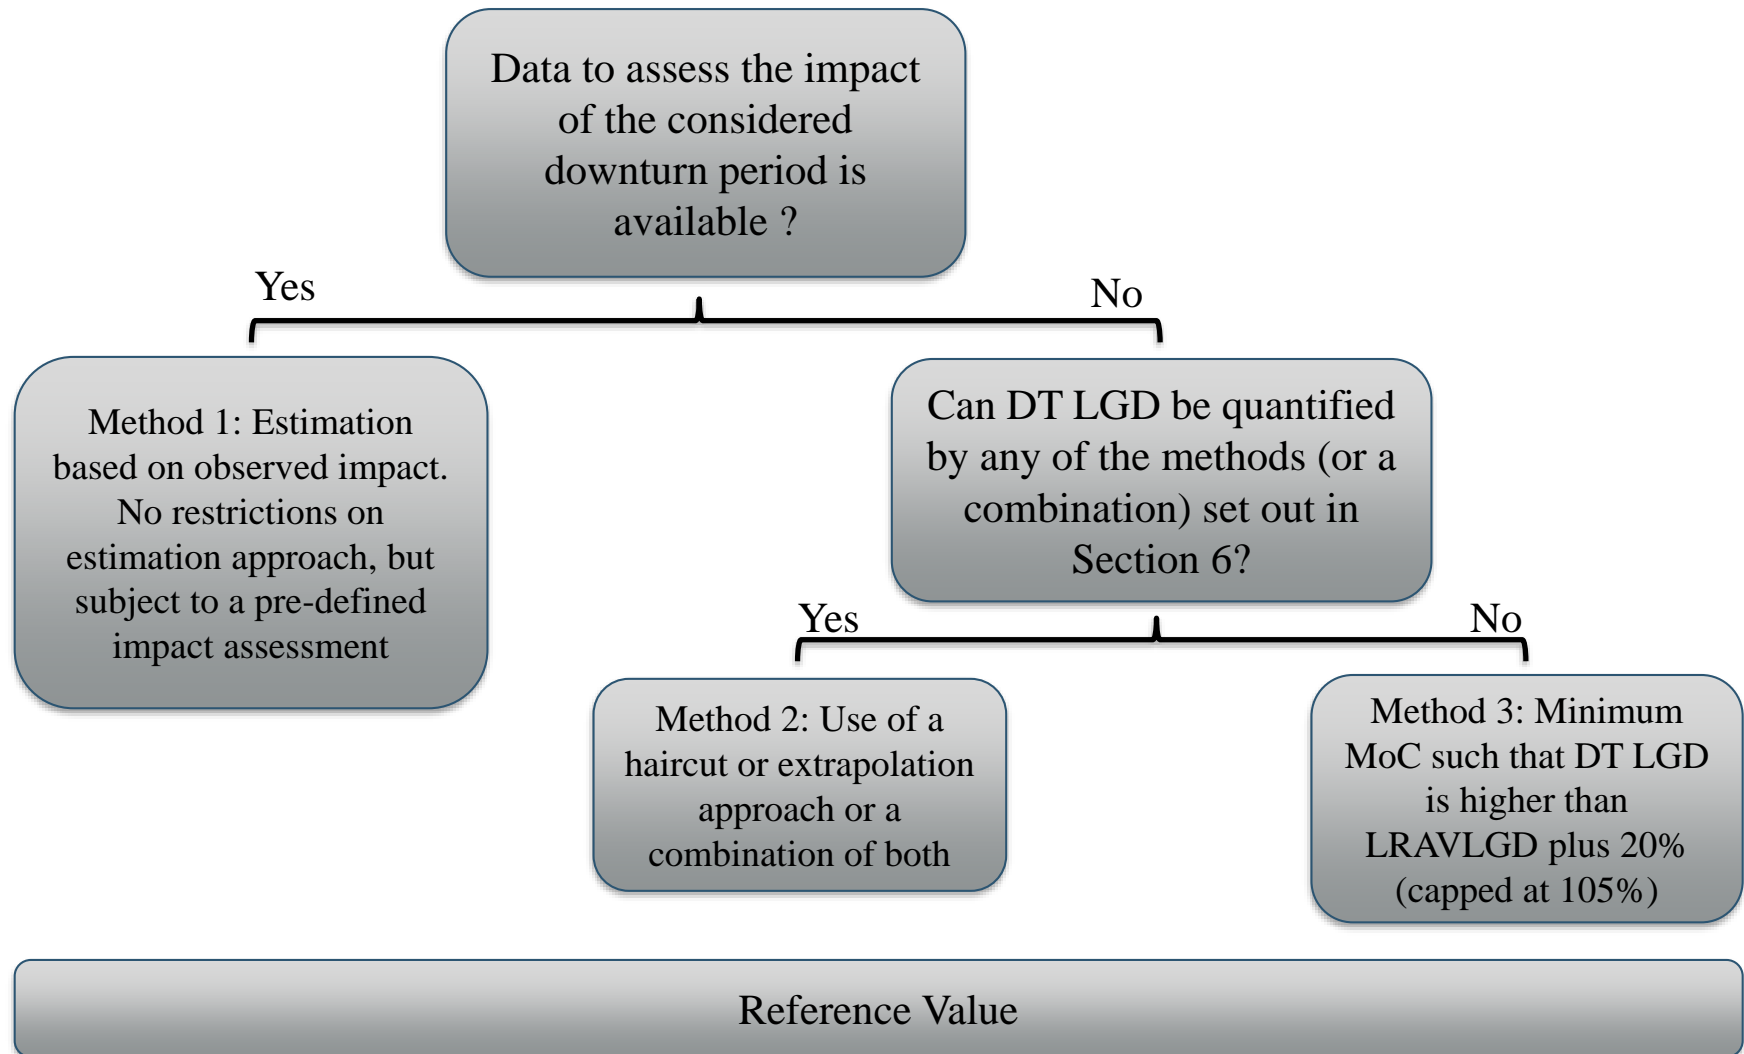 Data to assess the impact
of the considered
downturn period is
available ?
Yes
No
Method 1: Estimation
based on observed impact.
No restrictions on
estimation approach, but
subject to a pre-defined
impact assessment
Can DT LGD be quantified
by any of the methods (or a
combination) set out in
Section 6?
Yes
No
Method 2: Use of a
haircut or extrapolation
approach or a
combination of both
Method 3: Minimum
MoC such that DT LGD
is higher than
LRAVLGD plus 20%
(capped at 105%)
Reference Value